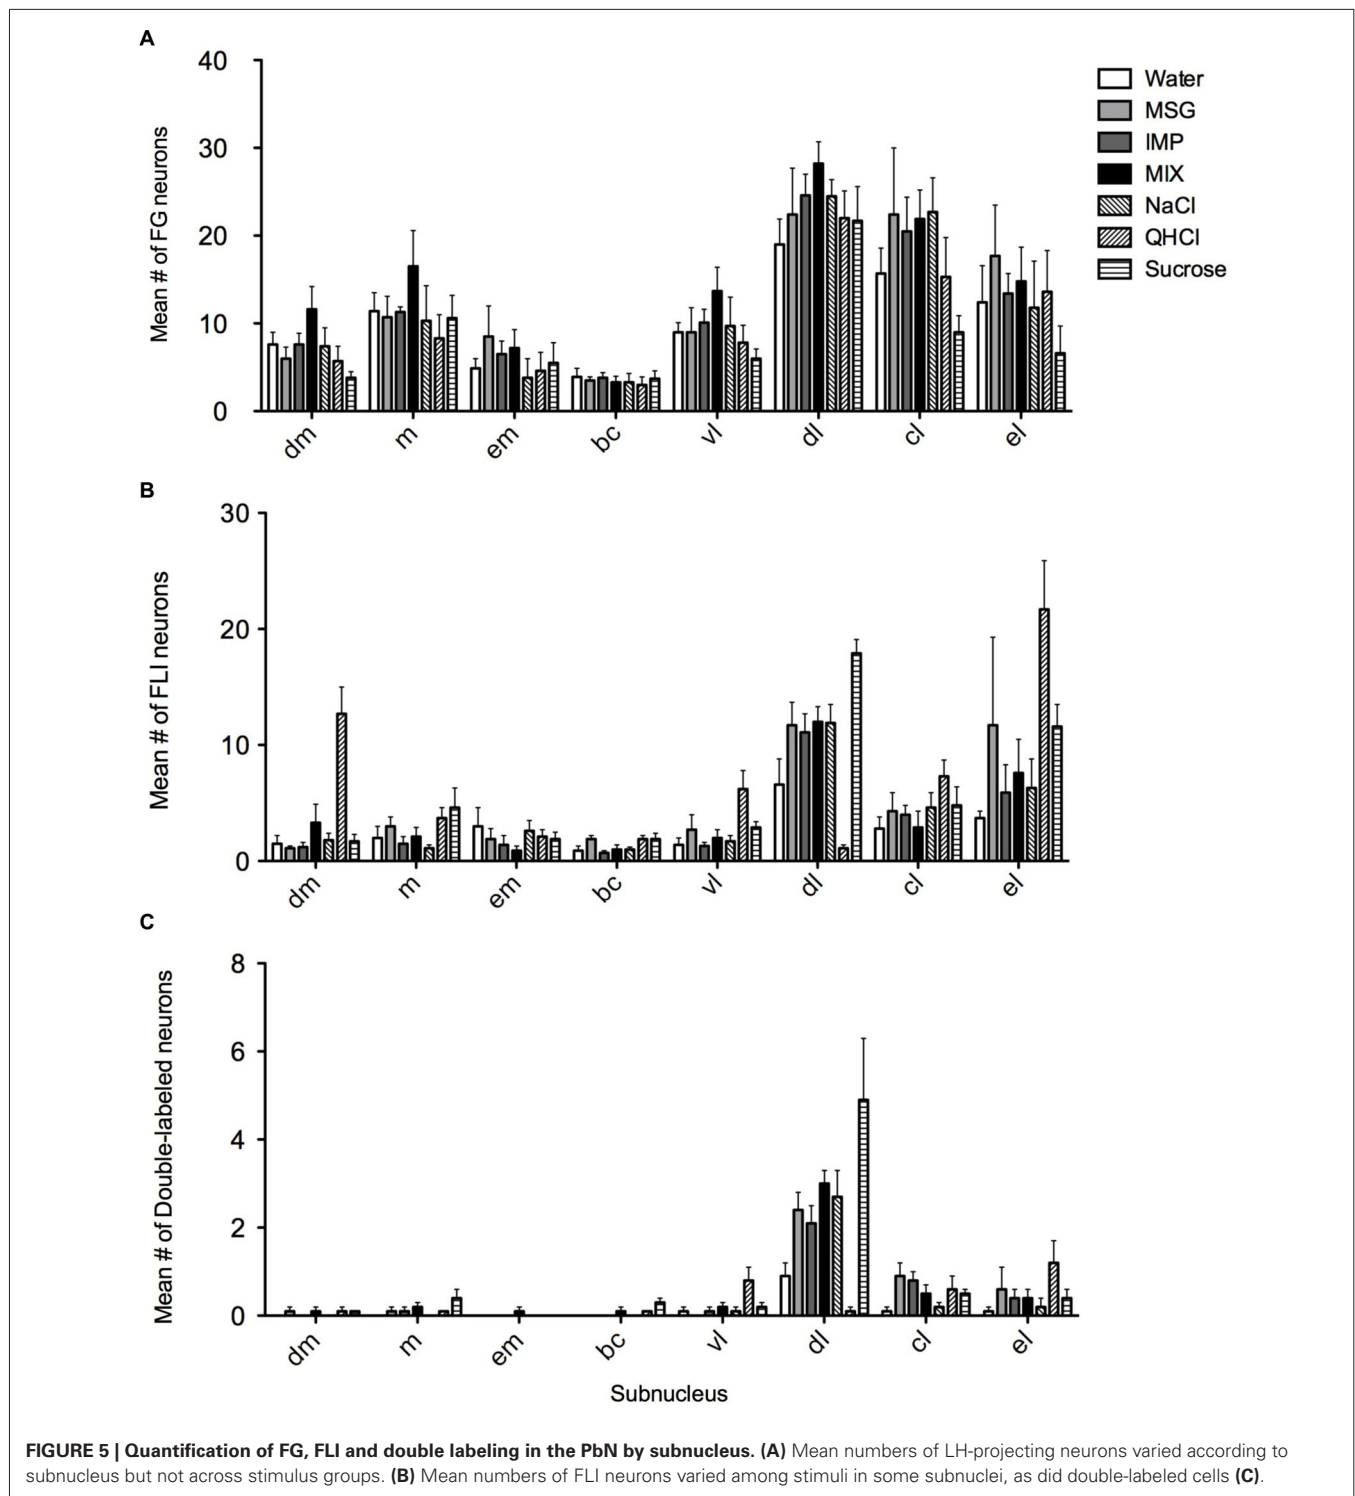 A
Mean # of FG neurons
40
30
20
10
0
dm m em bc vl dl cl el
Water
MSG
IMP
MIX
NaCl
QHCl
Sucrose
B
Mean # of FLI neurons
30
20
10
0
dm m em bc vl dl cl el
C
Mean # of Double-labeled neurons
8
6
4
2
0
dm m em bc vl dl cl el
Subnucleus
FIGURE 5 | Quantification of FG, FLI and double labeling in the PbN by subnucleus. (A) Mean numbers of LH-projecting neurons varied according to
subnucleus but not across stimulus groups. (B) Mean numbers of FLI neurons varied among stimuli in some subnuclei, as did double-labeled cells (C).